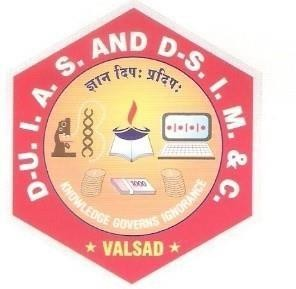 D-U. I. A. S. AND D-S. I. M. & C.
ज्ञान दिपः प्रदिपः
1000
KNOWLEDGE GOVERNS IGNORANCE
★ VALSAD ★